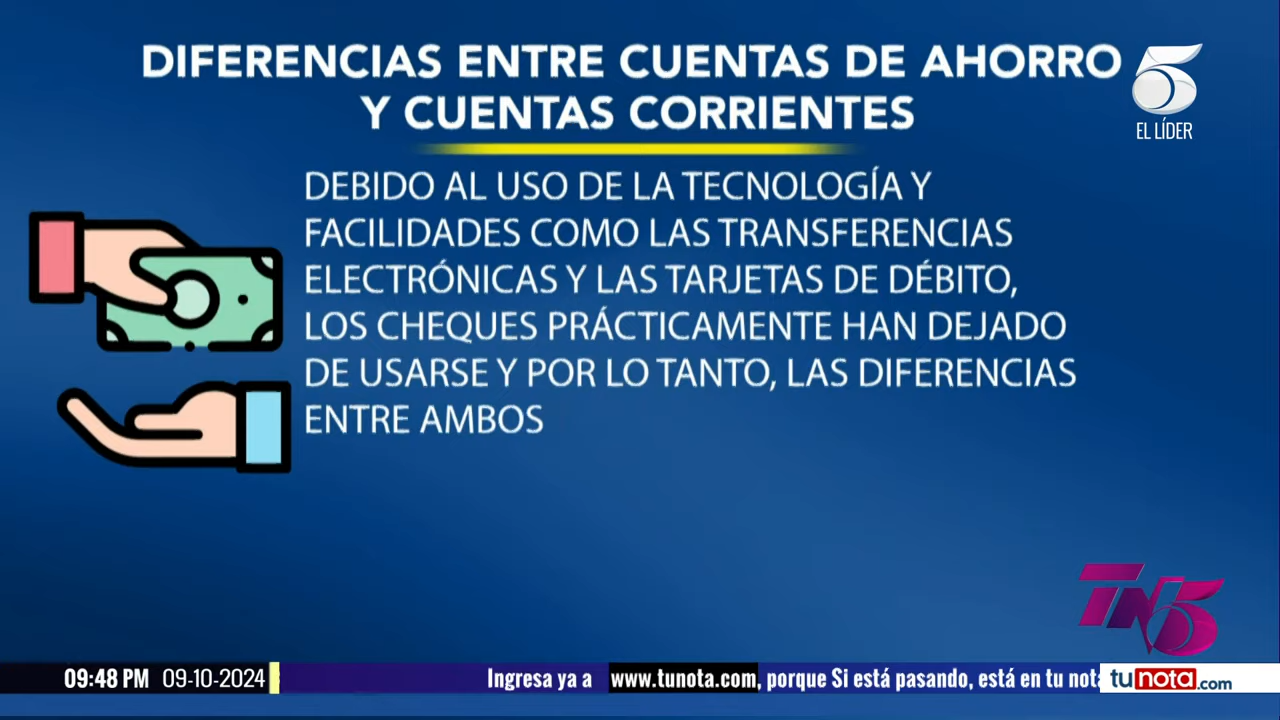 DIFERENCIAS ENTRE CUENTAS DE AHORRO
Y CUENTAS CORRIENTES
5
EL LÍDER
DEBIDO AL USO DE LA TECNOLOGÍA Y
FACILIDADES COMO LAS TRANSFERENCIAS
ELECTRÓNICAS Y LAS TARJETAS DE DÉBITO,
LOS CHEQUES PRÁCTICAMENTE HAN DEJADO
DE USARSE Y POR LO TANTO, LAS DIFERENCIAS
ENTRE AMBOS
TN5
09:48 PM 09-10-2024
Ingresa ya a www.tunota.com, porque Si está pasando, está en tu nota
tunota.com